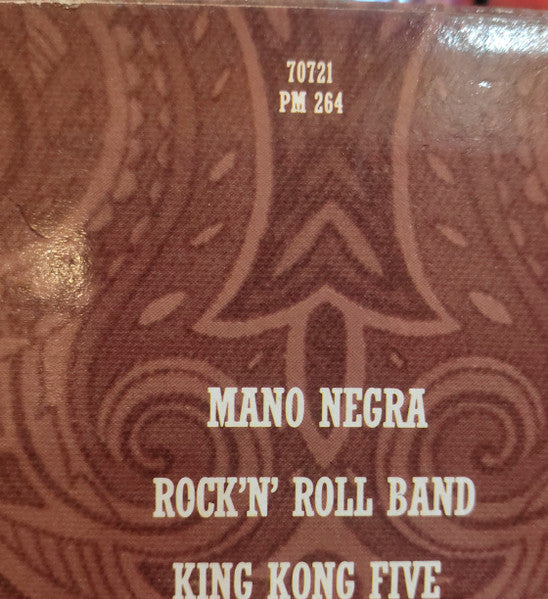 70721
PM 264
MANO NEGRA
ROCK'N' ROLL BAND
KING KONG FIVE